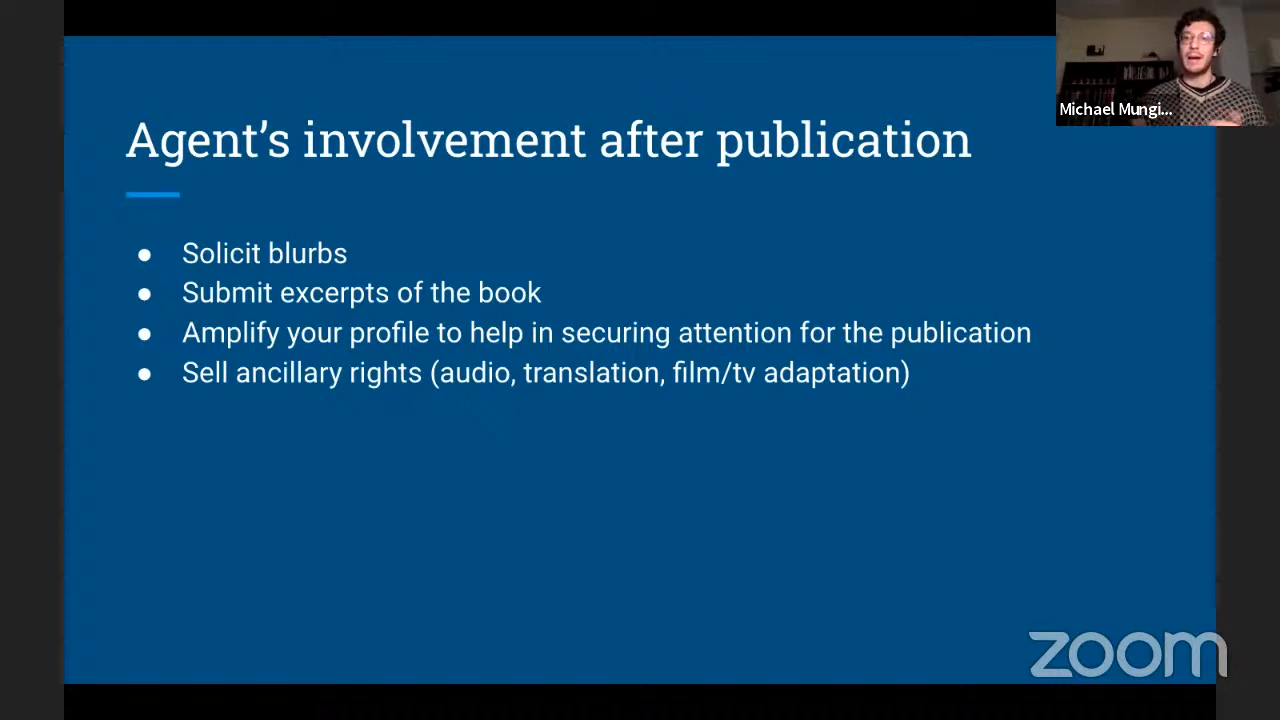 Michael Mungi...
Agent's involvement after publication
● Solicit blurbs
● Submit excerpts of the book
● Amplify your profile to help in securing attention for the publication
● Sell ancillary rights (audio, translation, film/tv adaptation)
zoom